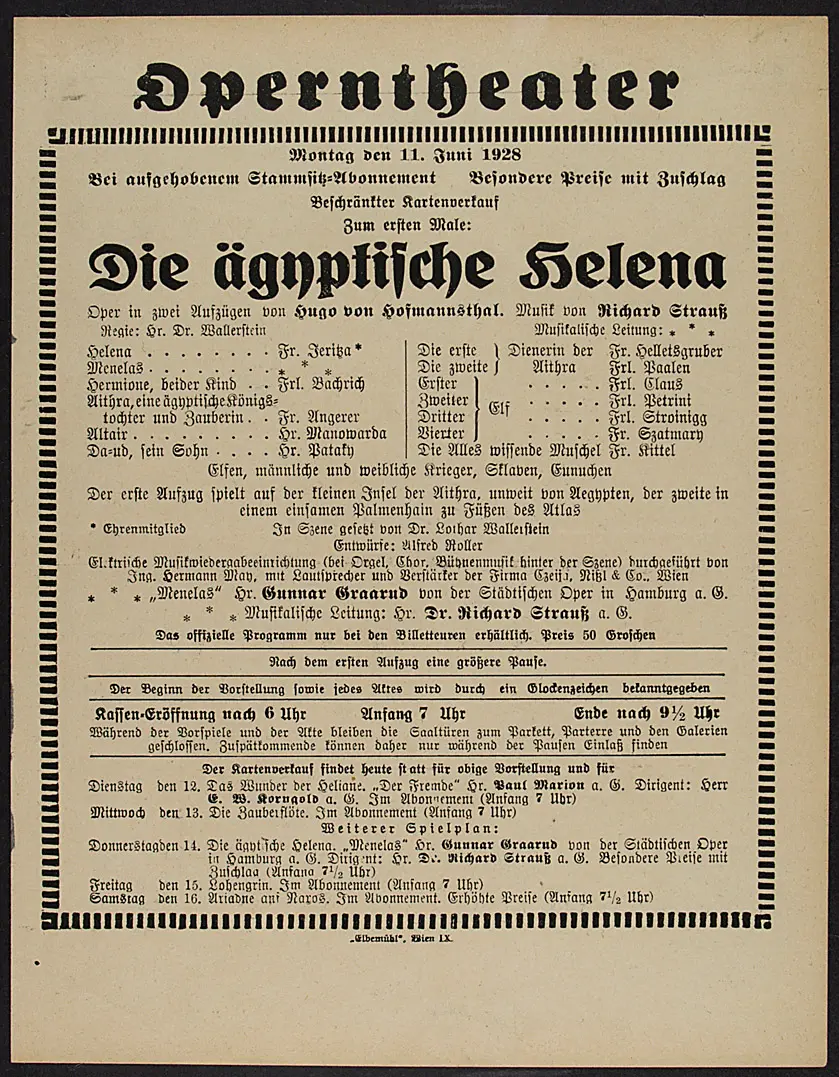 Operntheater
Montag den 11. Juni 1928
Bei aufgehobenem Stammsitz-Abonnement Besondere Preise mit Zuschlag
Beschränkter Kartenverkauf
Zum ersten Male:
Die ägyptische Helena
Oper in zwei Aufzügen von Hugo von Hofmannsthal. Musik von Richard Strauß
Regie: Hr. Dr. Wallerstein Musikalische Leitung: * * *
Helena . . . . . . . . Fr. Jeritza *
Menelas . . . . . . . . * * *
Hermione, beider Kind . . Frl. Bachrich
Aithra, eine ägyptische Königs-
tochter und Zauberin . . Fr. Angerer
Altair . . . . . . . . . Hr. Manowarda
Da-ud, sein Sohn . . . . Hr. Pataky
Die erste } Dienerin der Fr. Helletsgruber
Die zweite } Aithra Frl. Paalen
Erster } Elf . . . . . Frl. Claus
Zweiter } . . . . . Frl. Petrini
Dritter } . . . . . Frl. Stroinigg
Vierter } . . . . . Fr. Szatmary
Die Alles wissende Muschel Fr. Kittel
Elfen, männliche und weibliche Krieger, Sklaven, Eunuchen
Der erste Aufzug spielt auf der kleinen Insel der Aithra, unweit von Aegypten, der zweite in
einem einsamen Palmenhain zu Füßen des Atlas
* Ehrenmitglied In Szene gesetzt von Dr. Lothar Wallerstein
Entwürfe: Alfred Roller
Elektrische Musikwiedergabeeinrichtung (bei Orgel, Chor, Bühnenmusik hinter der Szene) durchgeführt von
Ing. Hermann May, mit Lautsprecher und Verstärker der Firma Czeija, Nißl & Co., Wien
* * * „Menelas“ Hr. Gunnar Graarud von der Städtischen Oper in Hamburg a. G.
* * * Musikalische Leitung: Hr. Dr. Richard Strauß a. G.
Das offizielle Programm nur bei den Billetteuren erhältlich. Preis 50 Groschen
Nach dem ersten Aufzug eine größere Pause.
Der Beginn der Vorstellung sowie jedes Aktes wird durch ein Glockenzeichen bekanntgegeben
Kassen-Eröffnung nach 6 Uhr Anfang 7 Uhr Ende nach 9½ Uhr
Während der Vorspiele und der Akte bleiben die Saaltüren zum Parkett, Parterre und den Galerien
geschlossen. Zuspätkommende können daher nur während der Pausen Einlaß finden
Der Kartenverkauf findet heute statt für obige Vorstellung und für
Dienstag den 12. Das Wunder der Heliane. „Der Fremde“ Hr. Paul Marion a. G. Dirigent: Herr
E. W. Korngold a. G. Im Abonnement (Anfang 7 Uhr)
Mittwoch den 13. Die Zauberflöte. Im Abonnement (Anfang 7 Uhr)
Weiterer Spielplan:
Donnerstag den 14. Die ägyptische Helena. „Menelas“ Hr. Gunnar Graarud von der Städtischen Oper
in Hamburg a. G. Dirigent: Hr. Dr. Richard Strauß a. G. Besondere Preise mit
Zuschlag (Anfang 7½ Uhr)
Freitag den 15. Lohengrin. Im Abonnement (Anfang 7 Uhr)
Samstag den 16. Ariadne auf Naxos. Im Abonnement. Erhöhte Preise (Anfang 7½ Uhr)
„Elbemühl“, Wien IX.